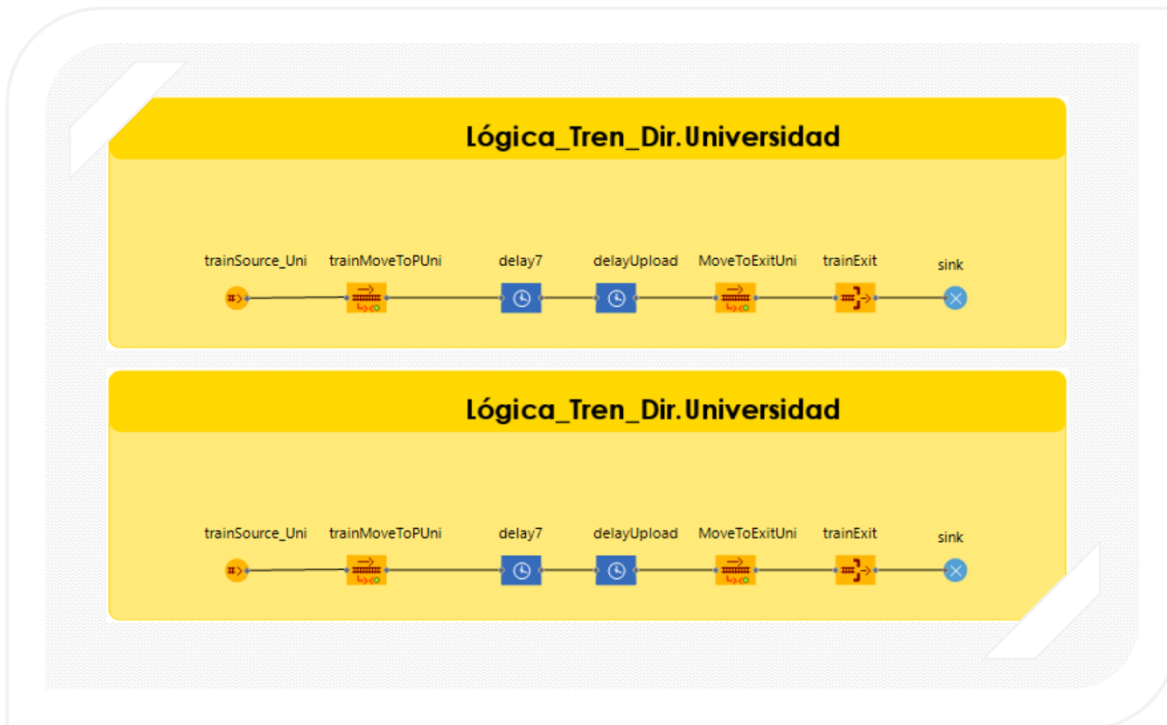 Lógica_Tren_Dir.Universidad
trainSource_Uni trainMoveToPUni delay7 delayUpload MoveToExitUni trainExit sink
Lógica_Tren_Dir.Universidad
trainSource_Uni trainMoveToPUni delay7 delayUpload MoveToExitUni trainExit sink